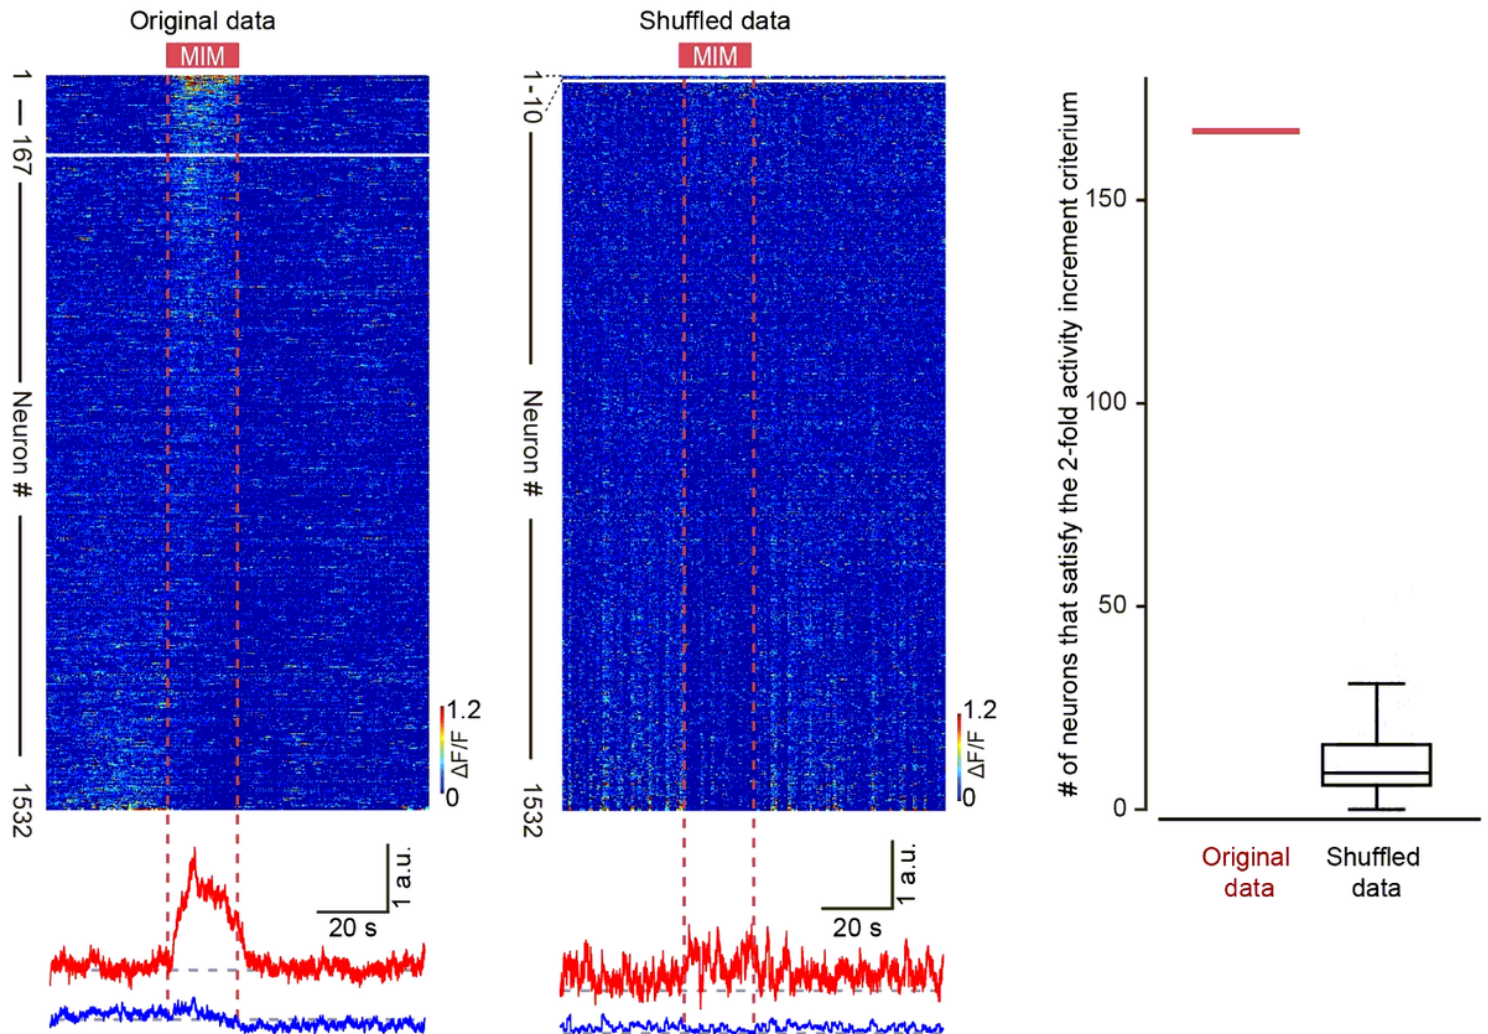 Original data
MIM
1
167
Neuron #
1532
1.2
ΔF/F
0
1 a.u.
20 s
Shuffled data
MIM
1-10
Neuron #
1532
1.2
ΔF/F
0
1 a.u.
20 s
# of neurons that satisfy the 2-fold activity increment criterium
150
100
50
0
Original
data
Shuffled
data